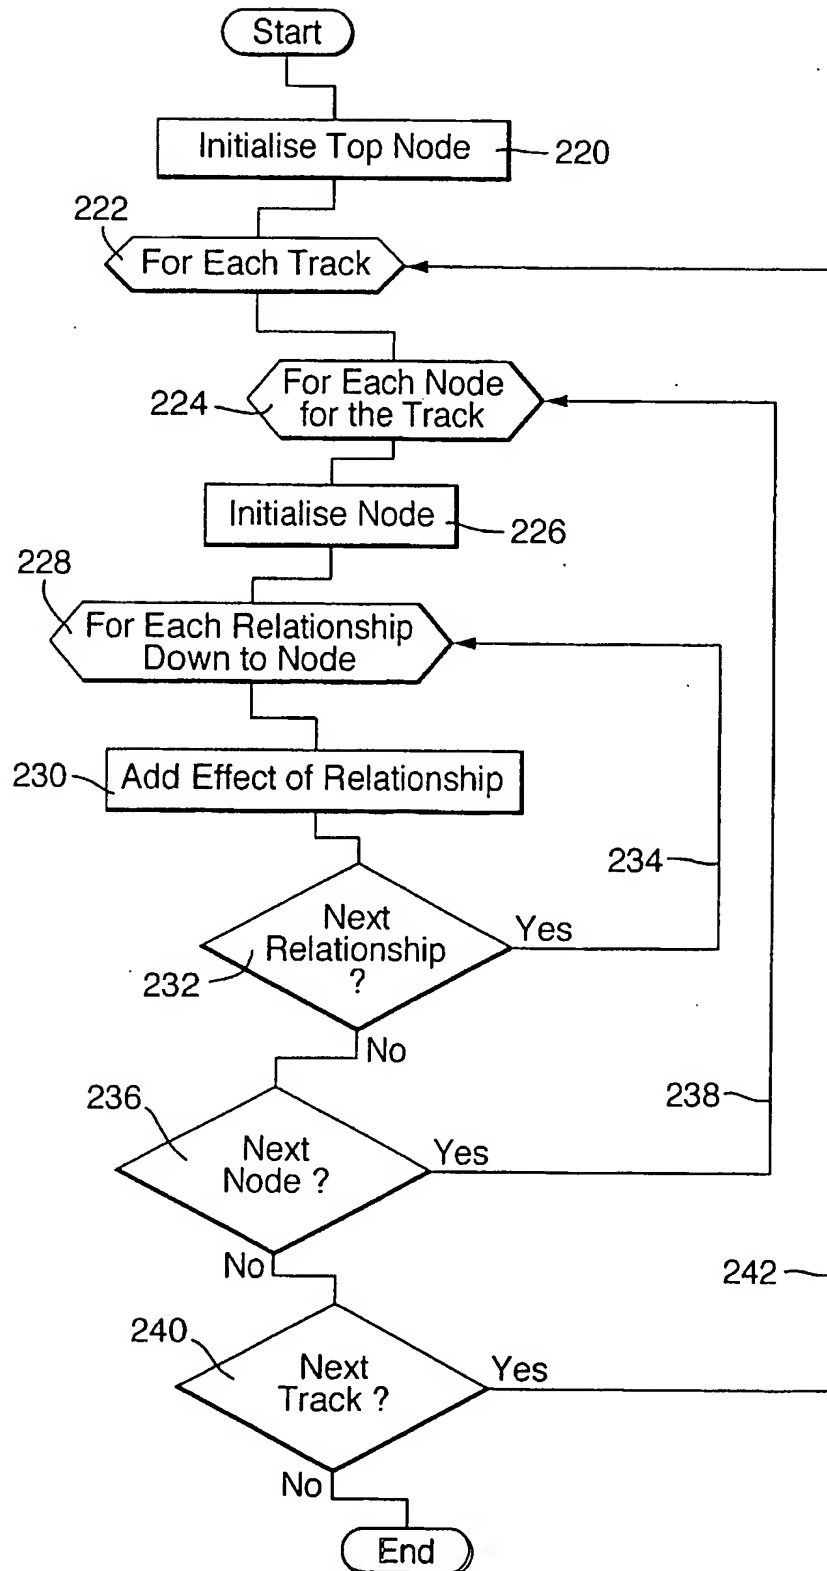 Start
Initialise Top Node
220
222
For Each Track
For Each Node
for the Track
224
Initialise Node
226
228
For Each Relationship
Down to Node
230
Add Effect of Relationship
234
Next
Relationship
?
Yes
232
No
236
238
Next
Node ?
Yes
No
242
240
Next
Track ?
Yes
No
End